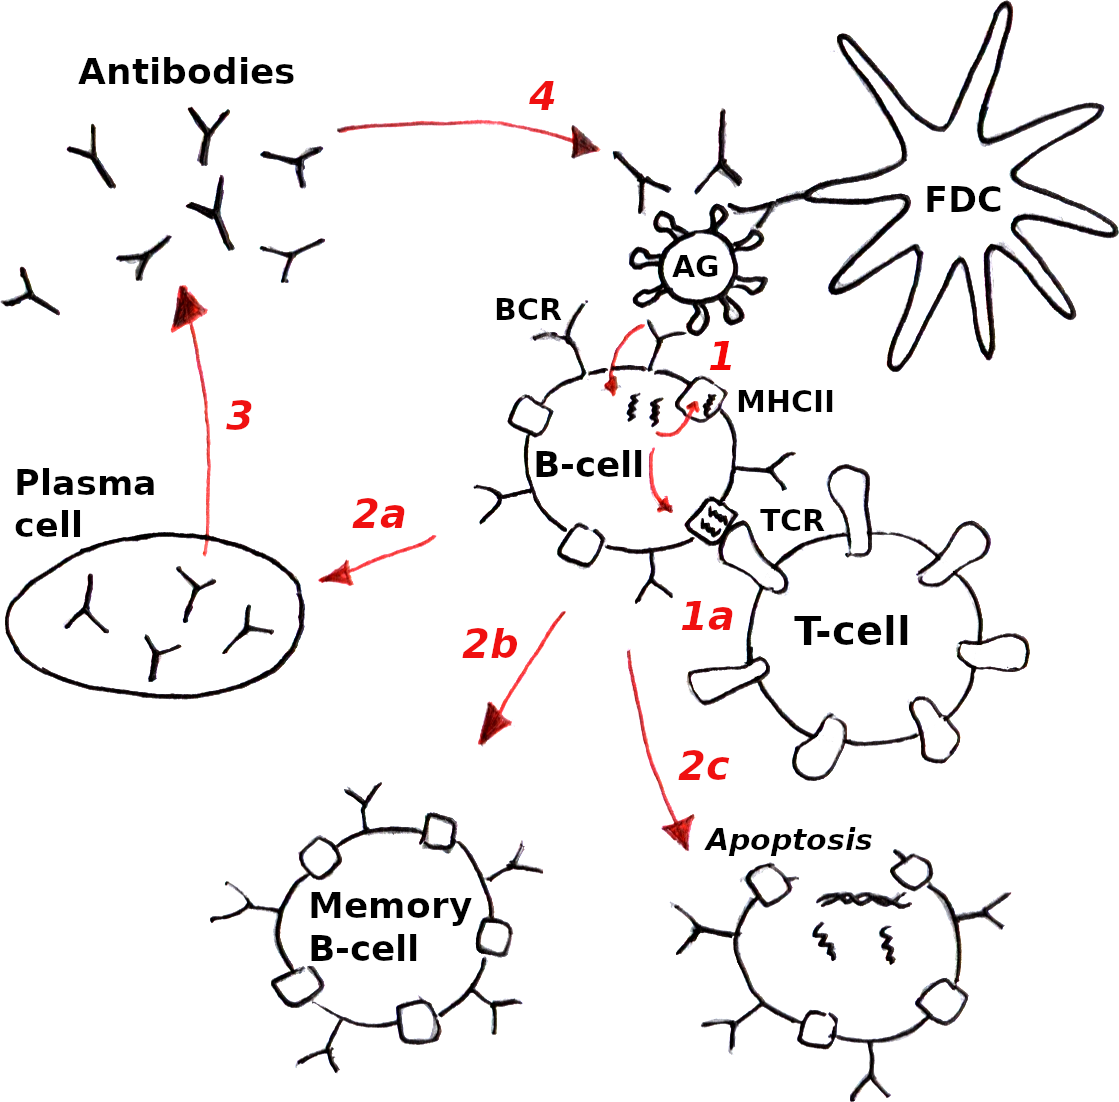 Antibodies
4
FDC
AG
BCR
1
MHCII
3
B-cell
Plasma
cell
2a
TCR
1a
T-cell
2b
2c
Apoptosis
Memory
B-cell